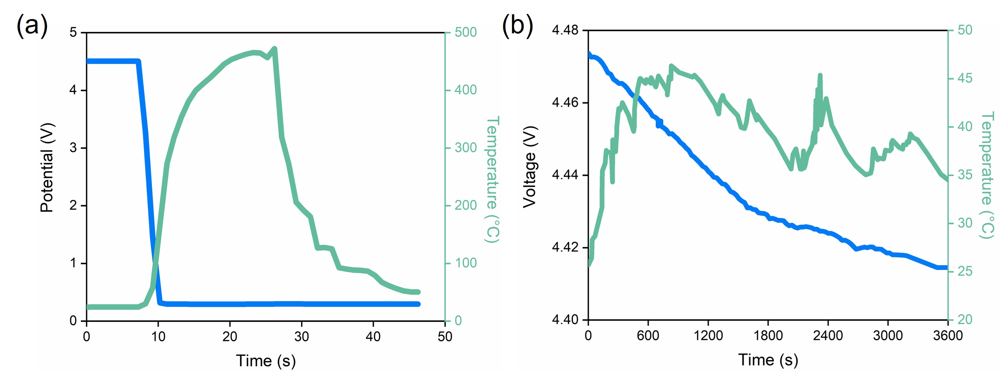 (a)
5
4
3
2
1
0
Potential (V)
0 10 20 30 40 50
Time (s)
500
400
300
200
100
0
Temperature (°C)
(b)
4.48
4.46
4.44
4.42
4.40
Voltage (V)
0 600 1200 1800 2400 3000 3600
Time (s)
50
45
40
35
30
25
20
Temperature (°C)